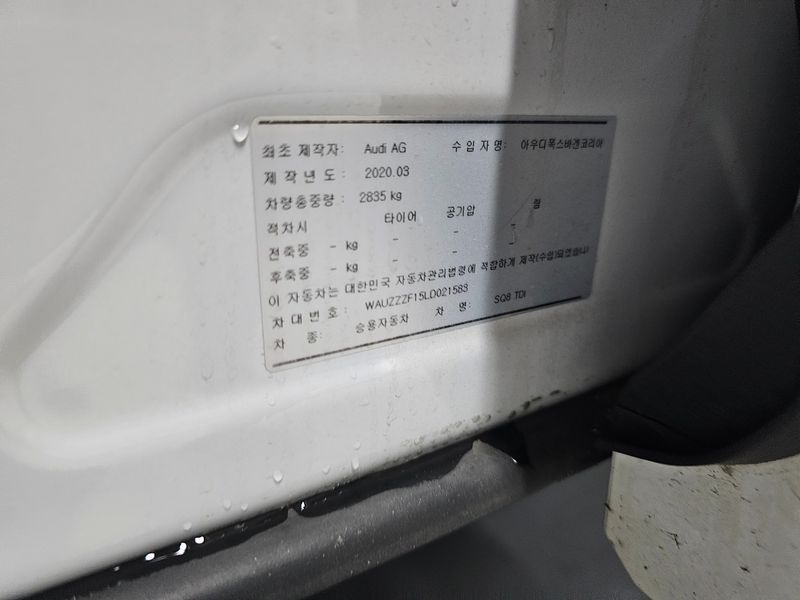 최초 제작자: Audi AG 수 입 자 명: 아우디폭스바겐코리아
제 작 년 도 : 2020.03
차량총중량 : 2835 kg
적차시 타이어 공기압 림
전축중 - kg - - -
후축중 - kg - - -
이 자동차는 대한민국 자동차관리법령에 적합하게 제작(수입)되었습니다
차 대 번 호 : WAUZZZF15LD021583
차 종: 승용자동차 차 명: SQ8 TDI